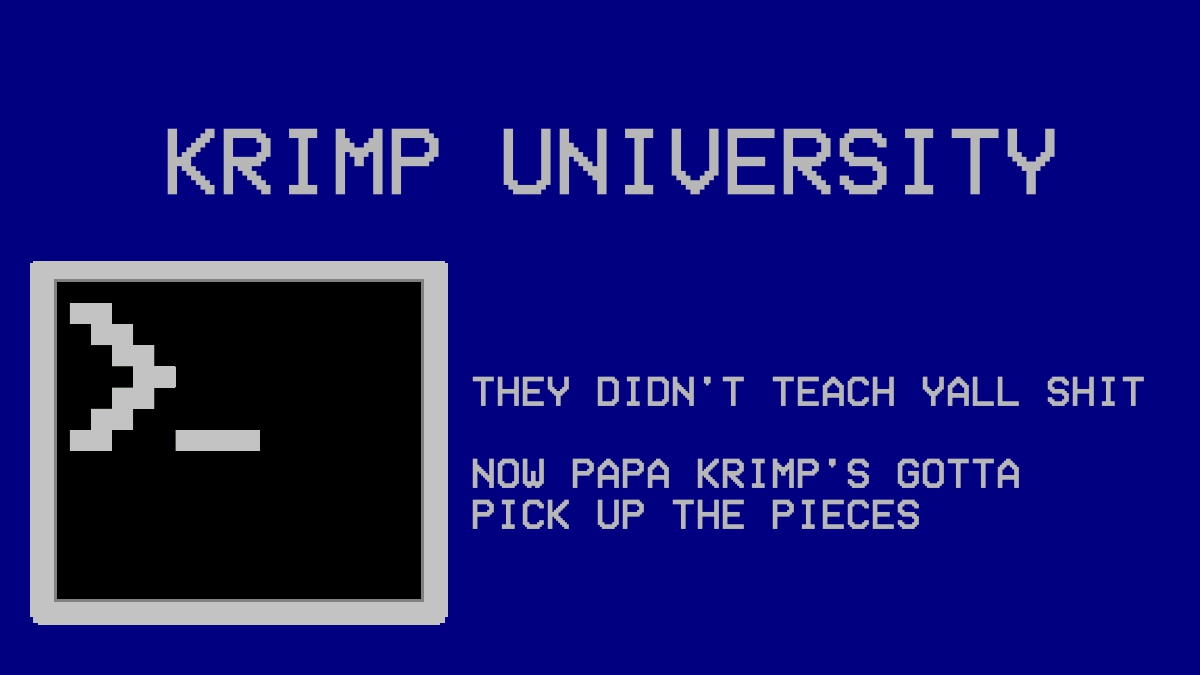 KRIMP UNIVERSITY
>_
THEY DIDN'T TEACH YALL SHIT
NOW PAPA KRIMP'S GOTTA
PICK UP THE PIECES